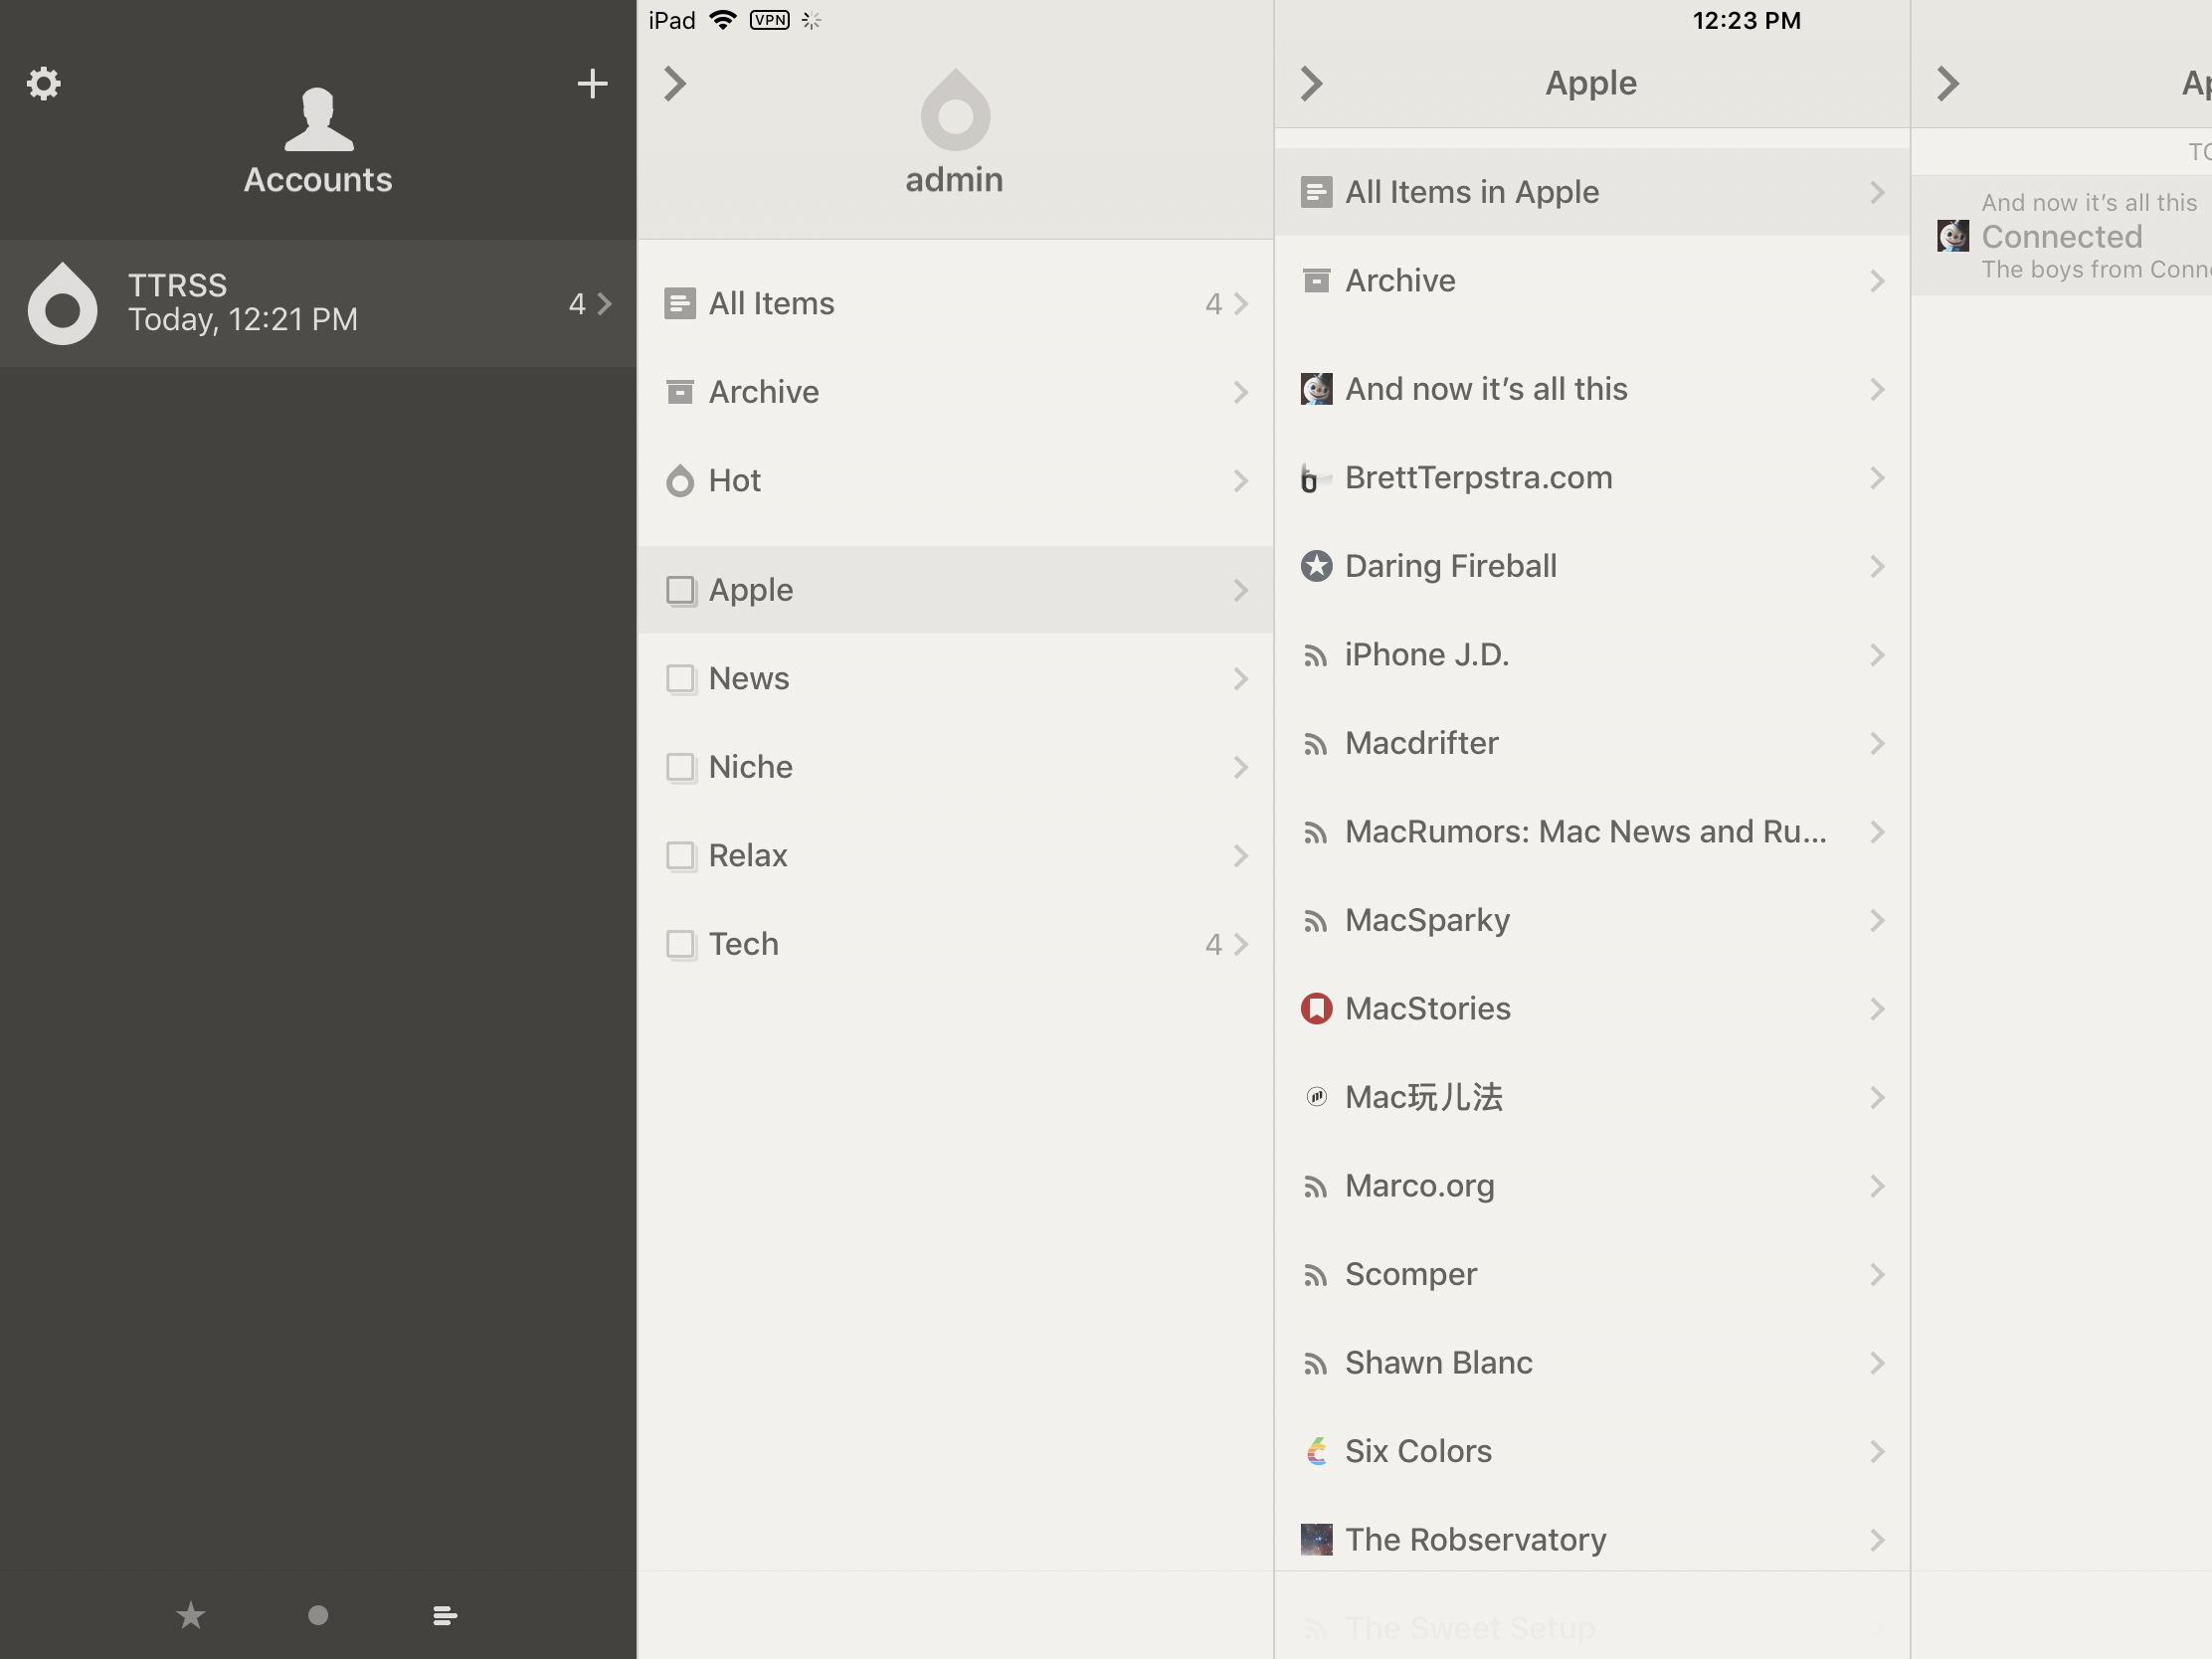 iPad VPN 12:23 PM
Accounts
TTRSS
Today, 12:21 PM
4
admin
All Items 4
Archive
Hot
Apple
News
Niche
Relax
Tech 4
Apple
All Items in Apple
Archive
And now it’s all this
BrettTerpstra.com
Daring Fireball
iPhone J.D.
Macdrifter
MacRumors: Mac News and Ru...
MacSparky
MacStories
Mac玩儿法
Marco.org
Scomper
Shawn Blanc
Six Colors
The Robservatory
The Sweet Setup
And now it’s all this
Connected
The boys from